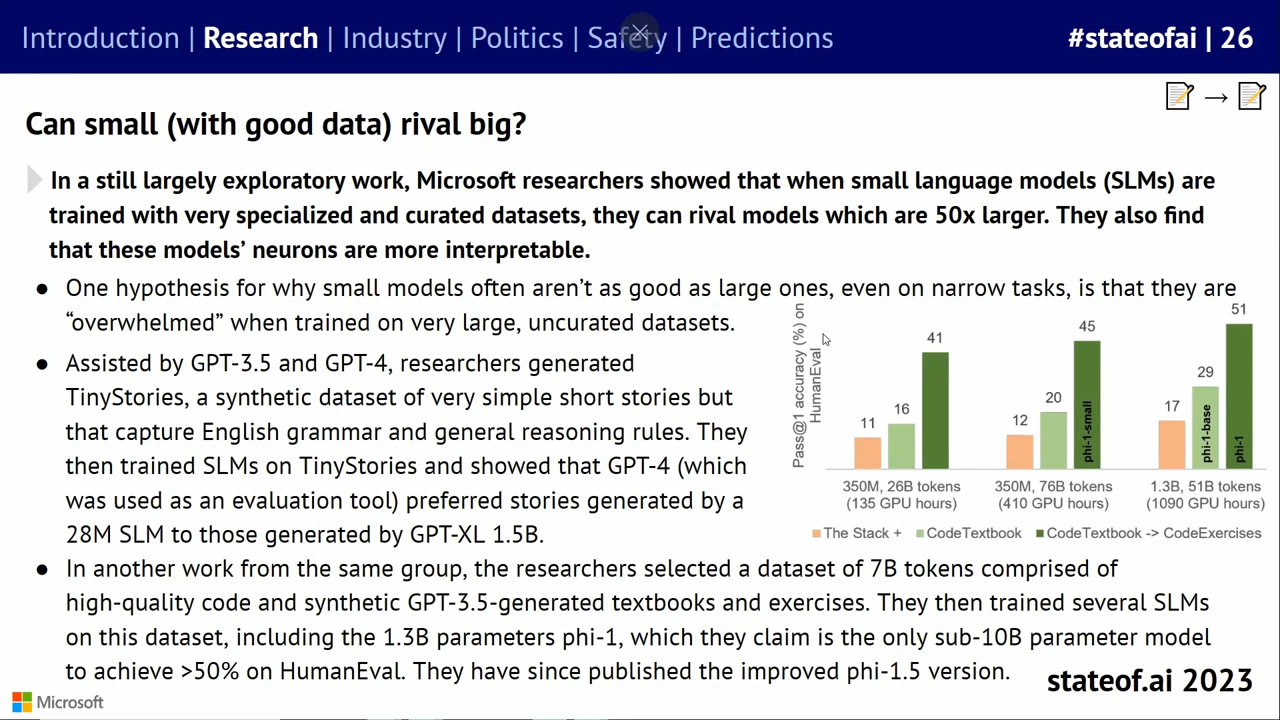 Introduction | Research | Industry | Politics | Safety | Predictions
#stateofai | 26
Can small (with good data) rival big?
In a still largely exploratory work, Microsoft researchers showed that when small language models (SLMs) are
trained with very specialized and curated datasets, they can rival models which are 50x larger. They also find
that these models’ neurons are more interpretable.
● One hypothesis for why small models often aren’t as good as large ones, even on narrow tasks, is that they are
“overwhelmed” when trained on very large, uncurated datasets.
● Assisted by GPT-3.5 and GPT-4, researchers generated
TinyStories, a synthetic dataset of very simple short stories but
that capture English grammar and general reasoning rules. They
then trained SLMs on TinyStories and showed that GPT-4 (which
was used as an evaluation tool) preferred stories generated by a
28M SLM to those generated by GPT-XL 1.5B.
Pass@1 accuracy (%) on
HumanEval
11
16
41
12
20
45
phi-1-small
17
29
phi-1-base
51
phi-1
350M, 26B tokens
(135 GPU hours)
350M, 76B tokens
(410 GPU hours)
1.3B, 51B tokens
(1090 GPU hours)
The Stack +
CodeTextbook
CodeTextbook -> CodeExercises
● In another work from the same group, the researchers selected a dataset of 7B tokens comprised of
high-quality code and synthetic GPT-3.5-generated textbooks and exercises. They then trained several SLMs
on this dataset, including the 1.3B parameters phi-1, which they claim is the only sub-10B parameter model
to achieve >50% on HumanEval. They have since published the improved phi-1.5 version.
Microsoft
stateof.ai 2023